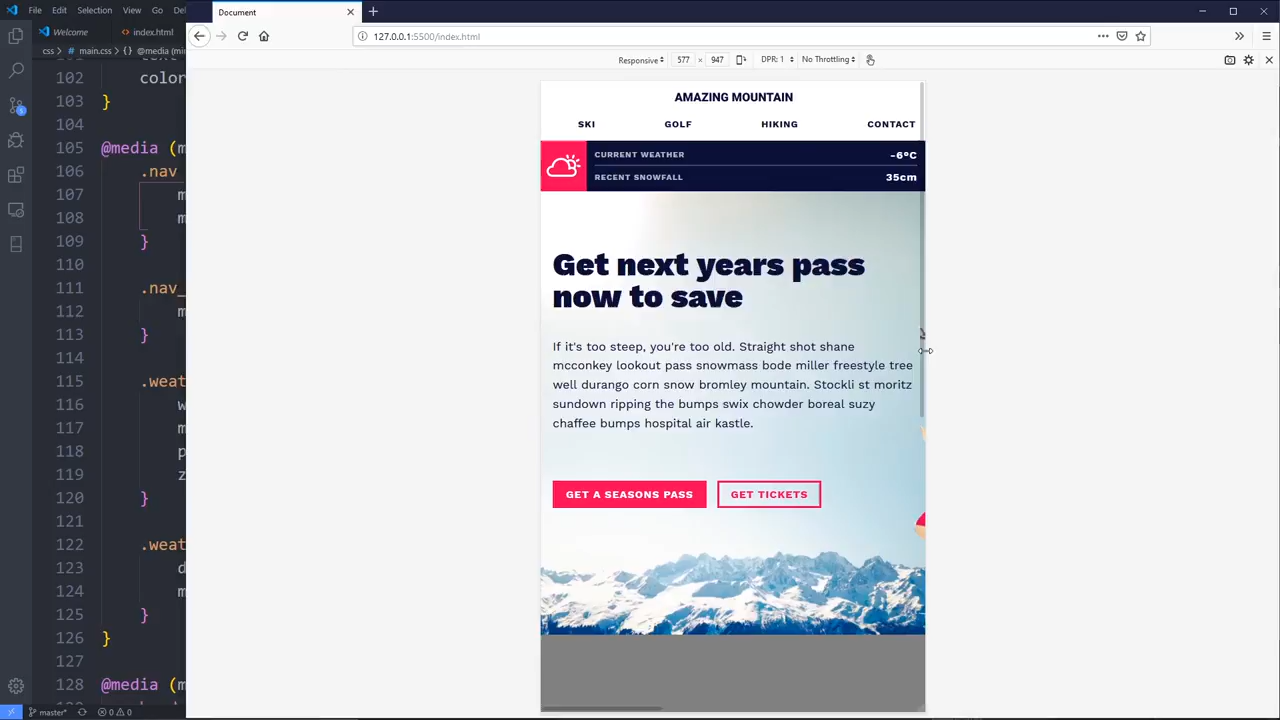 File Edit Selection View Go De
Document
Welcome
index.html
127.0.0.1:5500/index.html
css > # main.css > {} @media (mi
Responsive 577 × 947 DPR: 1 No Throttling
102 color
103 }
104
105 @media (m
106 .nav
107 m
108 m
109 }
110
111 .nav_
112 m
113 }
114
115 .weat
116 w
117 m
118 p
119 z
120 }
121
122 .weat
123 d
124 m
125 }
126 }
127
128 @media (m
master*
0 0
AMAZING MOUNTAIN
SKI GOLF HIKING CONTACT
CURRENT WEATHER -6°C
RECENT SNOWFALL 35cm
Get next years pass
now to save
If it's too steep, you're too old. Straight shot shane
mcconkey lookout pass snowmass bode miller freestyle tree
well durango corn snow bromley mountain. Stockli st moritz
sundown ripping the bumps swix chowder boreal suzy
chaffee bumps hospital air kastle.
GET A SEASONS PASS GET TICKETS